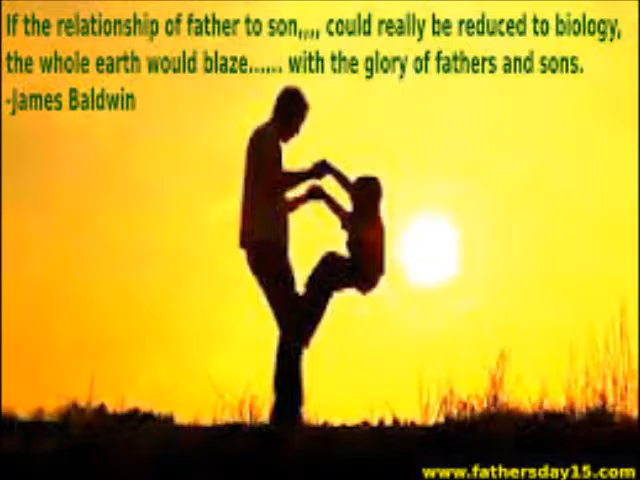 If the relationship of father to son,,,, could really be reduced to biology,
the whole earth would blaze...... with the glory of fathers and sons.
-James Baldwin
www.fathersday15.com